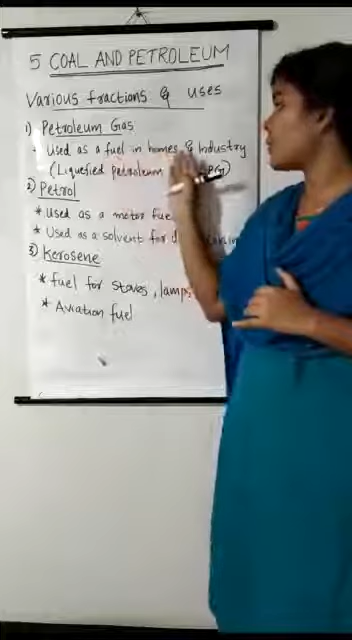 5 COAL AND PETROLEUM
Various fractions & uses
1) Petroleum Gas
* Used as a fuel in homes & Industry
(Liquefied petroleum PG)
2) Petrol
* Used as a motor fue
* Used as a solvent for d
3) Kerosene
* fuel for stoves, lamps
* Aviation fuel